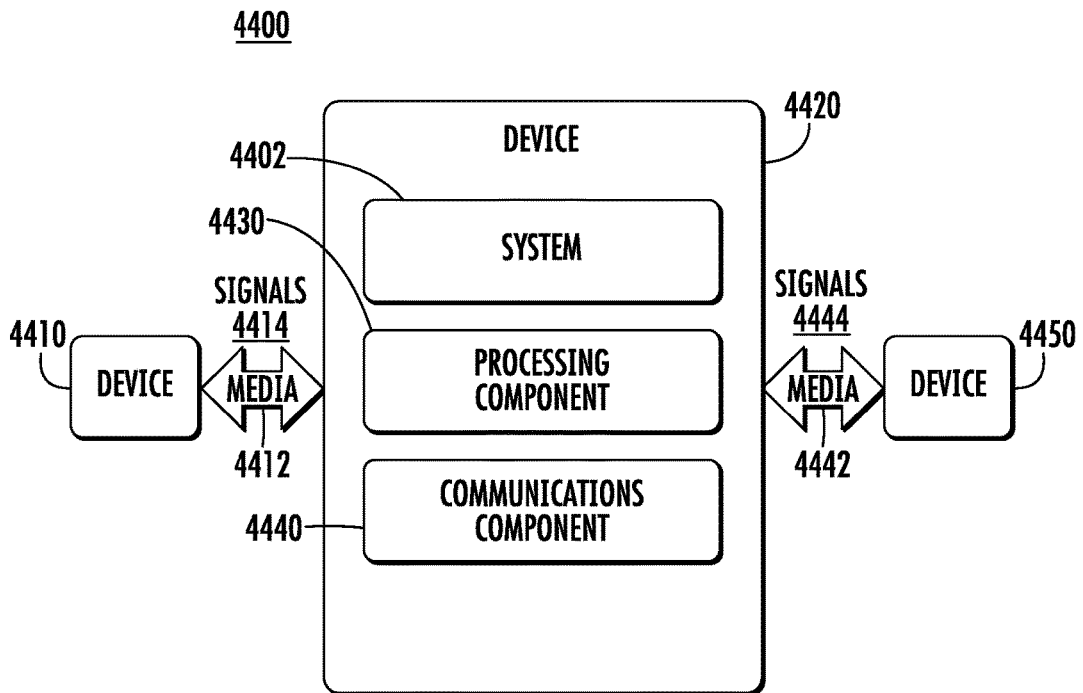 4400
4420
DEVICE
4402
SYSTEM
4430
SIGNALS
4414
4410
DEVICE
MEDIA
4412
PROCESSING
COMPONENT
SIGNALS
4444
4450
MEDIA
DEVICE
4442
COMMUNICATIONS
COMPONENT
4440